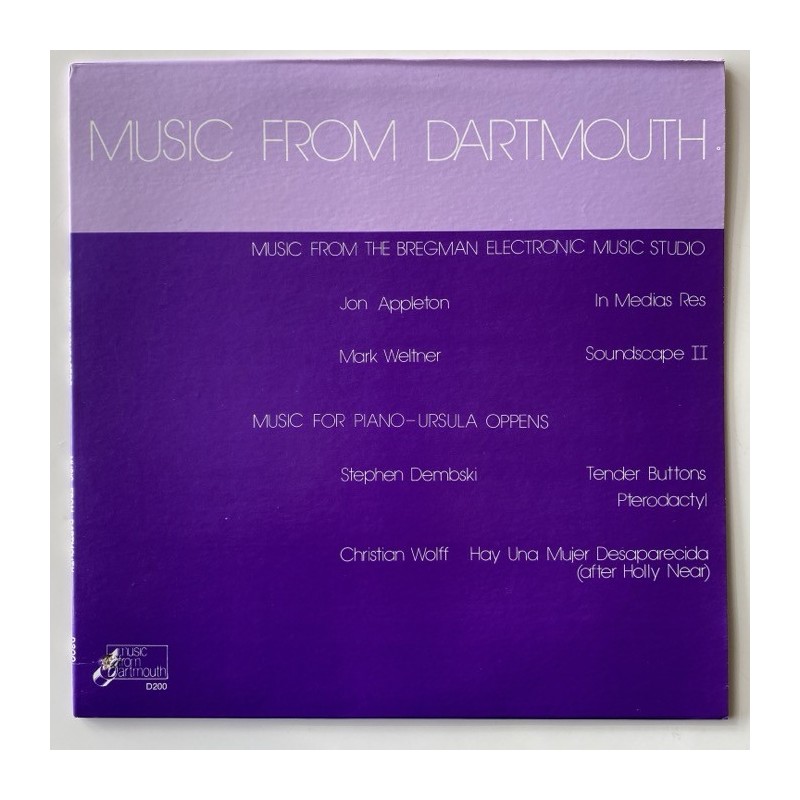 MUSIC FROM DARTMOUTH
MUSIC FROM THE BREGMAN ELECTRONIC MUSIC STUDIO
Jon Appleton In Medias Res
Mark Weltner Soundscape II
MUSIC FOR PIANO-URSULA OPPENS
Stephen Dembski Tender Buttons
Pterodactyl
Christian Wolff Hay Una Mujer Desaparecida
(after Holly Near)
music
from
Dartmouth
D200